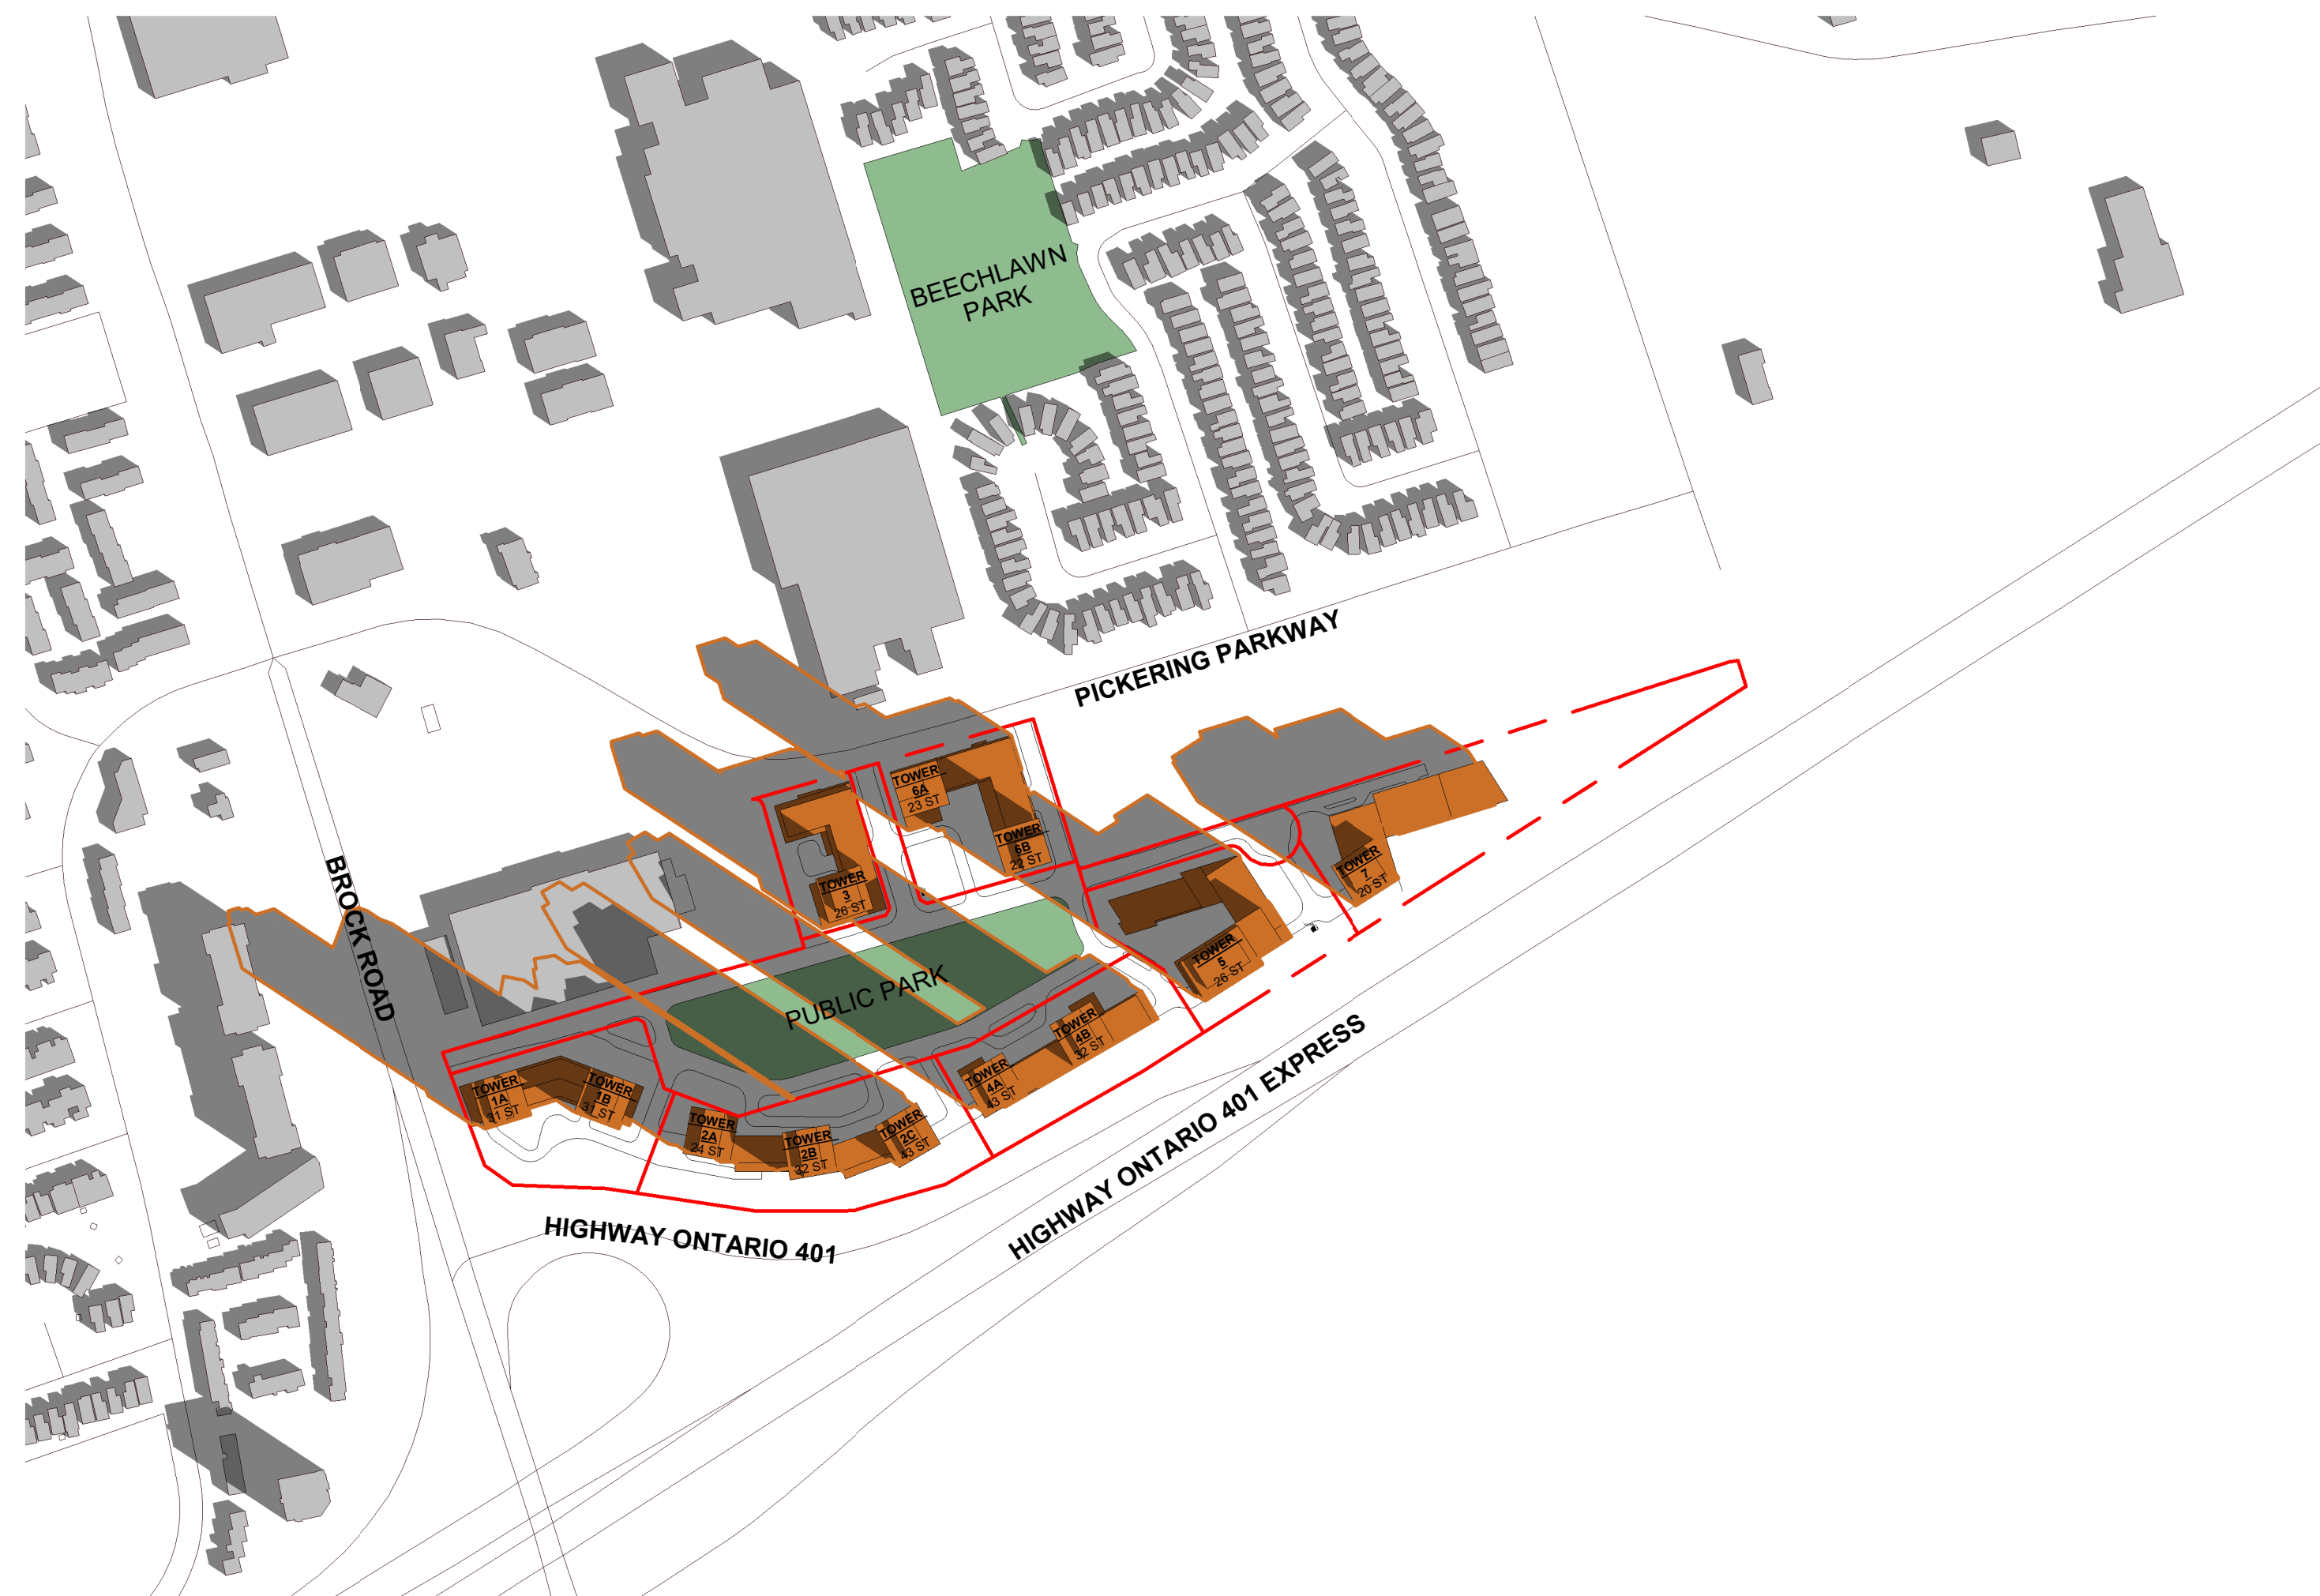 BEECHLAWN
PARK
PICKERING PARKWAY
TOWER
6A
23 ST
TOWER
6B
22 ST
TOWER
7
20 ST
TOWER
3
26 ST
BROCK ROAD
TOWER
5
26 ST
PUBLIC PARK
TOWER
4B
32 ST
TOWER
4A
43 ST
TOWER
1A
31 ST
TOWER
1B
31 ST
TOWER
2A
24 ST
TOWER
2B
32 ST
TOWER
2C
43 ST
HIGHWAY ONTARIO 401
HIGHWAY ONTARIO 401 EXPRESS